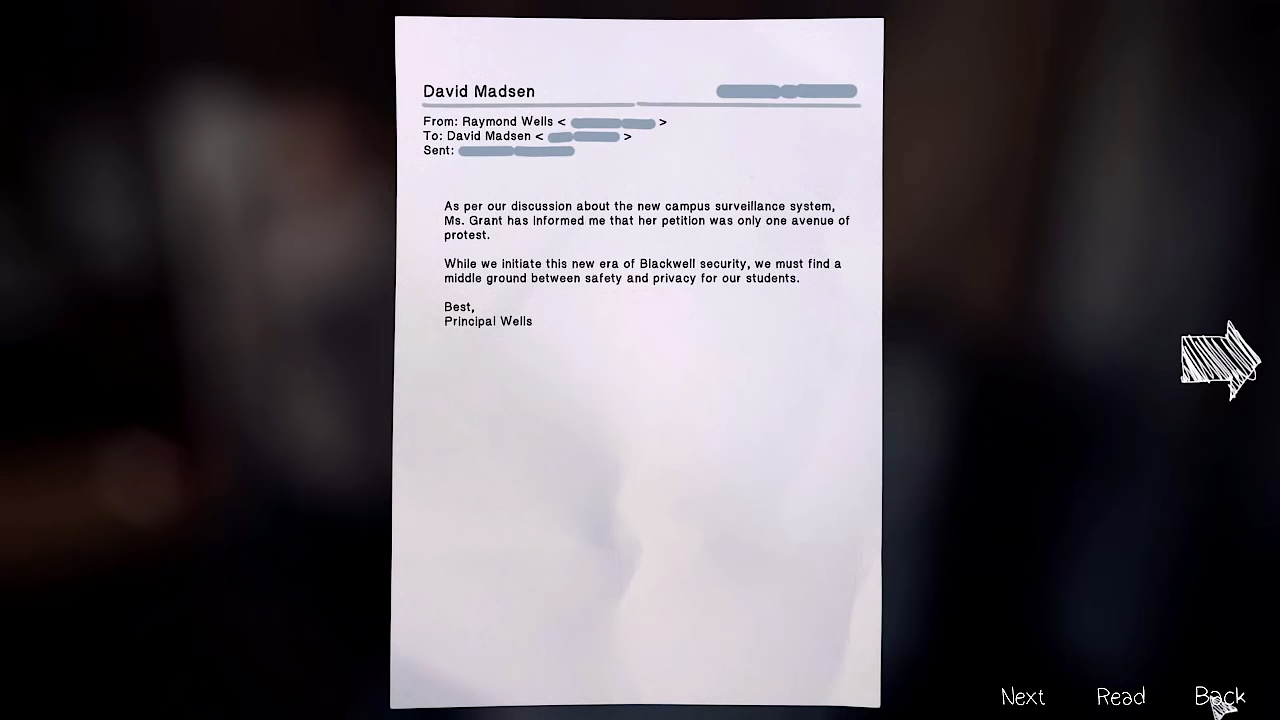 David Madsen
From: Raymond Wells < >
To: David Madsen < >
Sent:
As per our discussion about the new campus surveillance system,
Ms. Grant has informed me that her petition was only one avenue of
protest.
While we initiate this new era of Blackwell security, we must find a
middle ground between safety and privacy for our students.
Best,
Principal Wells
Next Read Back